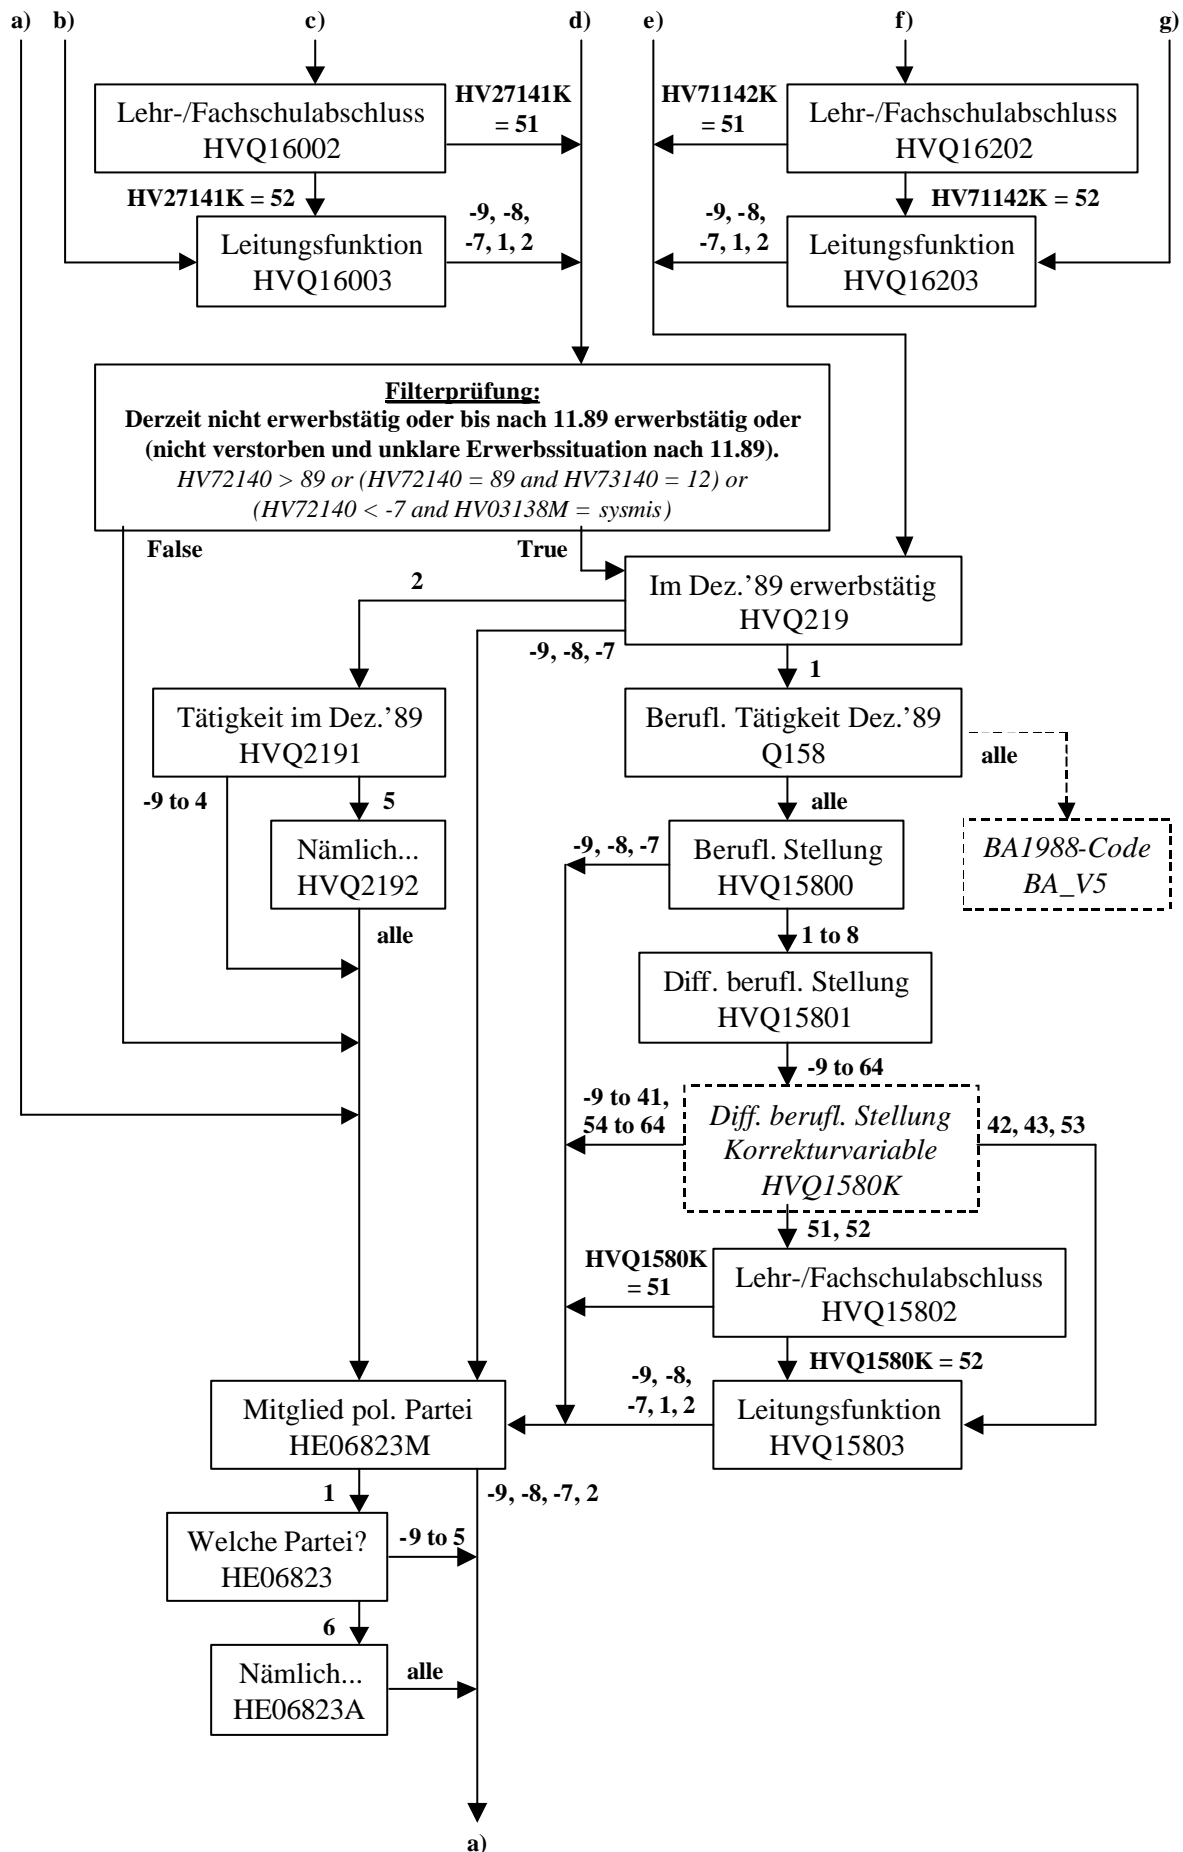 a) b) c) d) e) f) g)
Lehr-/Fachschulabschluss
HVQ16002
HV27141K
= 51
HV71142K
= 51
Lehr-/Fachschulabschluss
HVQ16202
HV27141K = 52
HV71142K = 52
Leitungsfunktion
HVQ16003
-9, -8,
-7, 1, 2
-9, -8,
-7, 1, 2
Leitungsfunktion
HVQ16203
Filterprüfung:
Derzeit nicht erwerbstätig oder bis nach 11.89 erwerbstätig oder
(nicht verstorben und unklare Erwerbssituation nach 11.89).
HV72140 > 89 or (HV72140 = 89 and HV73140 = 12) or
(HV72140 < -7 and HV03138M = sysmis)
False
True
Im Dez.’89 erwerbstätig
HVQ219
2
-9, -8, -7
1
Tätigkeit im Dez.’89
HVQ2191
Berufl. Tätigkeit Dez.’89
Q158
alle
-9 to 4
5
alle
Nämlich...
HVQ2192
-9, -8, -7
Berufl. Stellung
HVQ15800
BA1988-Code
BA_V5
alle
1 to 8
Diff. berufl. Stellung
HVQ15801
-9 to 64
-9 to 41,
54 to 64
Diff. berufl. Stellung
Korrekturvariable
HVQ1580K
42, 43, 53
51, 52
HVQ1580K
= 51
Lehr-/Fachschulabschluss
HVQ15802
HVQ1580K = 52
Mitglied pol. Partei
HE06823M
-9, -8,
-7, 1, 2
Leitungsfunktion
HVQ15803
1
-9, -8, -7, 2
Welche Partei?
HE06823
-9 to 5
6
Nämlich...
HE06823A
alle
a)